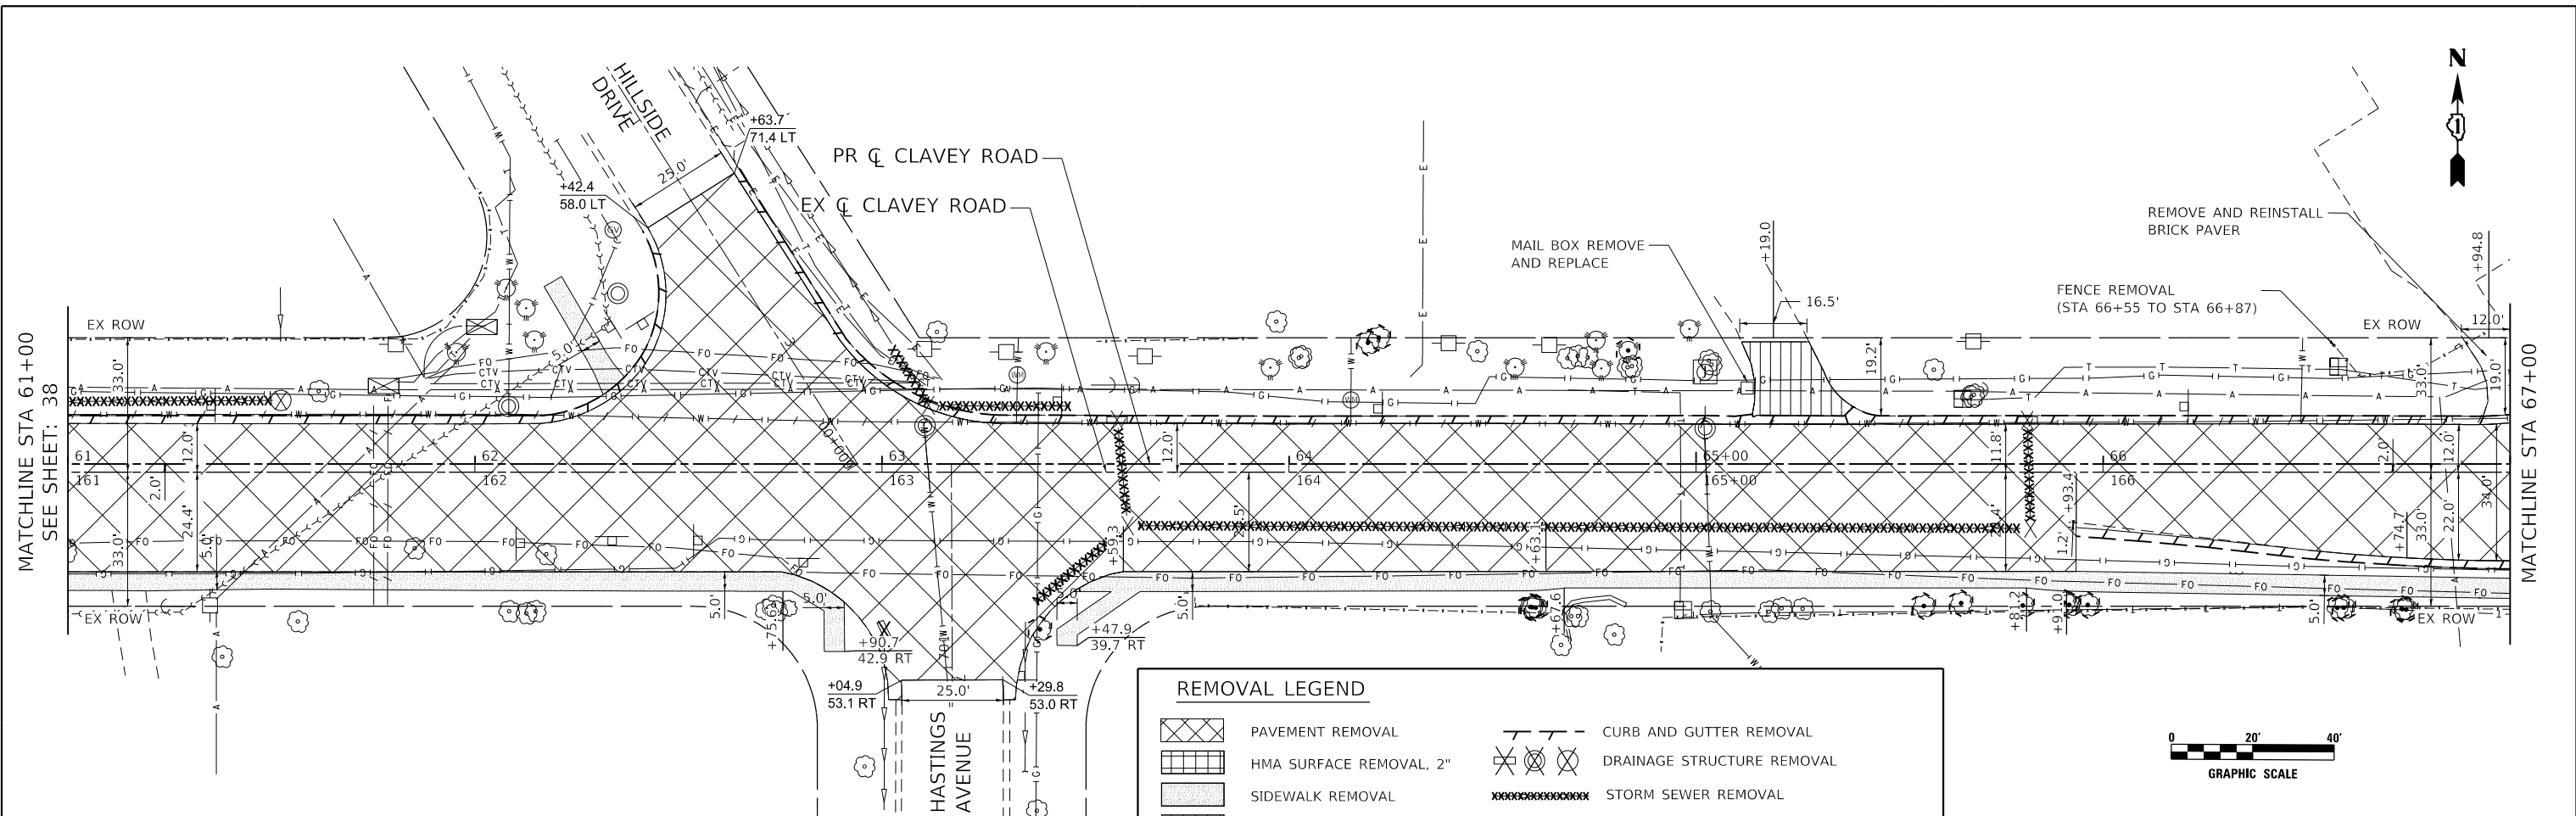 N
HILLSIDE
DRIVE
+63.7
71.4 LT
25.0'
+42.4
58.0 LT
PR ℄ CLAVEY ROAD
EX ℄ CLAVEY ROAD
MAIL BOX REMOVE
AND REPLACE
+19.0
16.5'
REMOVE AND REINSTALL
BRICK PAVER
+94.8
FENCE REMOVAL
(STA 66+55 TO STA 66+87)
12.0'
EX ROW
EX ROW
MATCHLINE STA 61+00
SEE SHEET: 38
MATCHLINE STA 67+00
33.0'
5.0'
19.2'
33.0'
19.0'
12.0'
12.0'
11.8'
2.0'
12.0'
61
62
63
64
65+00
66
161
162
163
164
165+00
166
2.0'
24.4'
5.0'
33.0'
+59.3
+63.1
1.2'
+93.4
+74.7
33.0'
22.0'
34.0'
EX ROW
5.0'
+75.6
5.0'
5.0'
5.0'
+90.7
42.9 RT
+47.9
39.7 RT
+67.6
+81.2
+91.0
5.0'
EX ROW
+04.9
53.1 RT
25.0'
+29.8
53.0 RT
HASTINGS
AVENUE
REMOVAL LEGEND
PAVEMENT REMOVAL
CURB AND GUTTER REMOVAL
HMA SURFACE REMOVAL, 2"
DRAINAGE STRUCTURE REMOVAL
SIDEWALK REMOVAL
STORM SEWER REMOVAL
0 20' 40'
GRAPHIC SCALE